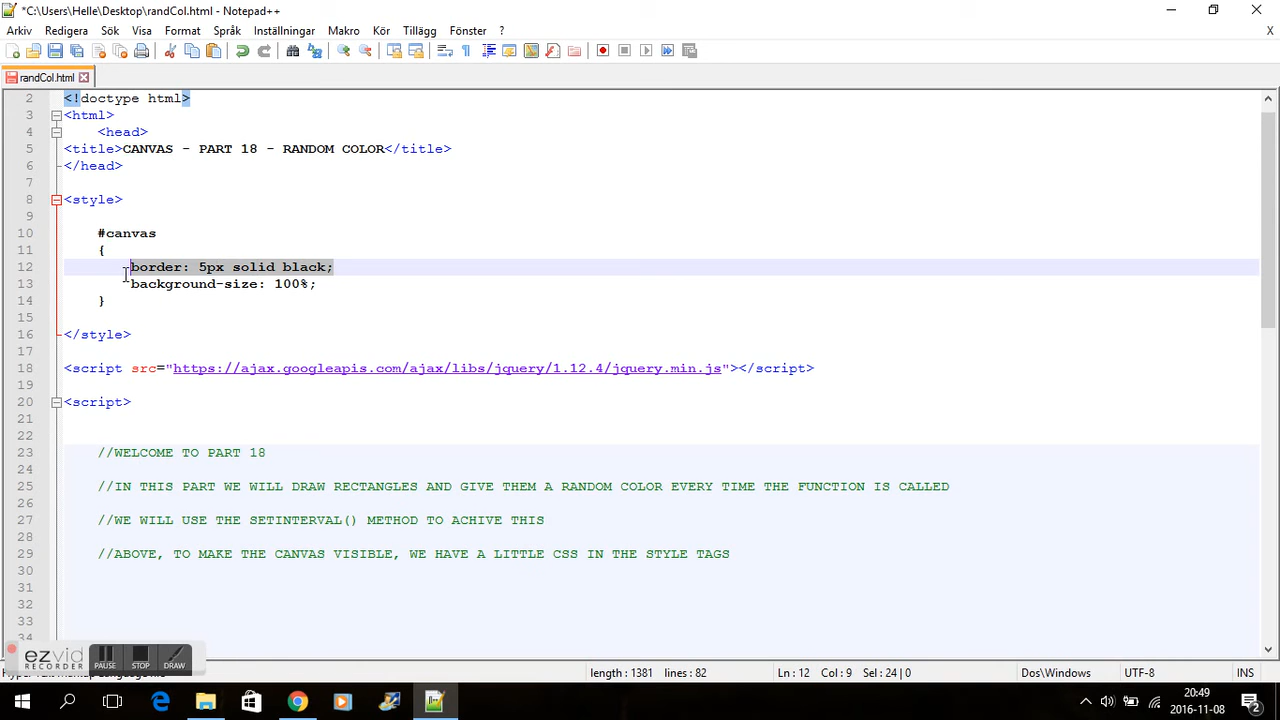 *C:\Users\Helle\Desktop\randCol.html - Notepad++
Arkiv Redigera Sök Visa Format Språk Inställningar Makro Kör Tillägg Fönster ? X
randCol.html
2 <!doctype html>
3 <html>
4 <head>
5 <title>CANVAS - PART 18 - RANDOM COLOR</title>
6 </head>
7
8 <style>
9
10 #canvas
11 {
12 border: 5px solid black;
13 background-size: 100%;
14 }
15
16 </style>
17
18 <script src="https://ajax.googleapis.com/ajax/libs/jquery/1.12.4/jquery.min.js"></script>
19
20 <script>
21
22
23 //WELCOME TO PART 18
24
25 //IN THIS PART WE WILL DRAW RECTANGLES AND GIVE THEM A RANDOM COLOR EVERY TIME THE FUNCTION IS CALLED
26
27 //WE WILL USE THE SETINTERVAL() METHOD TO ACHIVE THIS
28
29 //ABOVE, TO MAKE THE CANVAS VISIBLE, WE HAVE A LITTLE CSS IN THE STYLE TAGS
30
31
32
33
34
ezvid
RECORDER
PAUSE STOP DRAW
length : 1381 lines : 82 Ln : 12 Col : 9 Sel : 24 | 0 Dos\Windows UTF-8 INS
20:49
2016-11-08
2